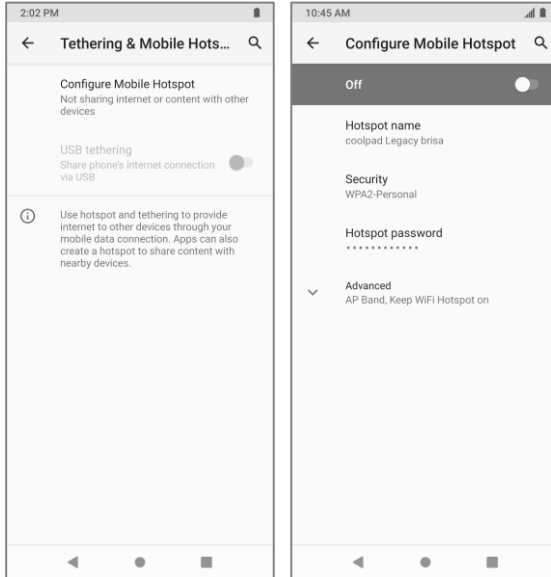 2:02 PM
Tethering & Mobile Hots...
Configure Mobile Hotspot
Not sharing internet or content with other
devices
USB tethering
Share phone's internet connection
via USB
Use hotspot and tethering to provide
internet to other devices through your
mobile data connection. Apps can also
create a hotspot to share content with
nearby devices.
10:45 AM
Configure Mobile Hotspot
Off
Hotspot name
coolpad Legacy brisa
Security
WPA2-Personal
Hotspot password
••••••••••••
Advanced
AP Band, Keep WiFi Hotspot on